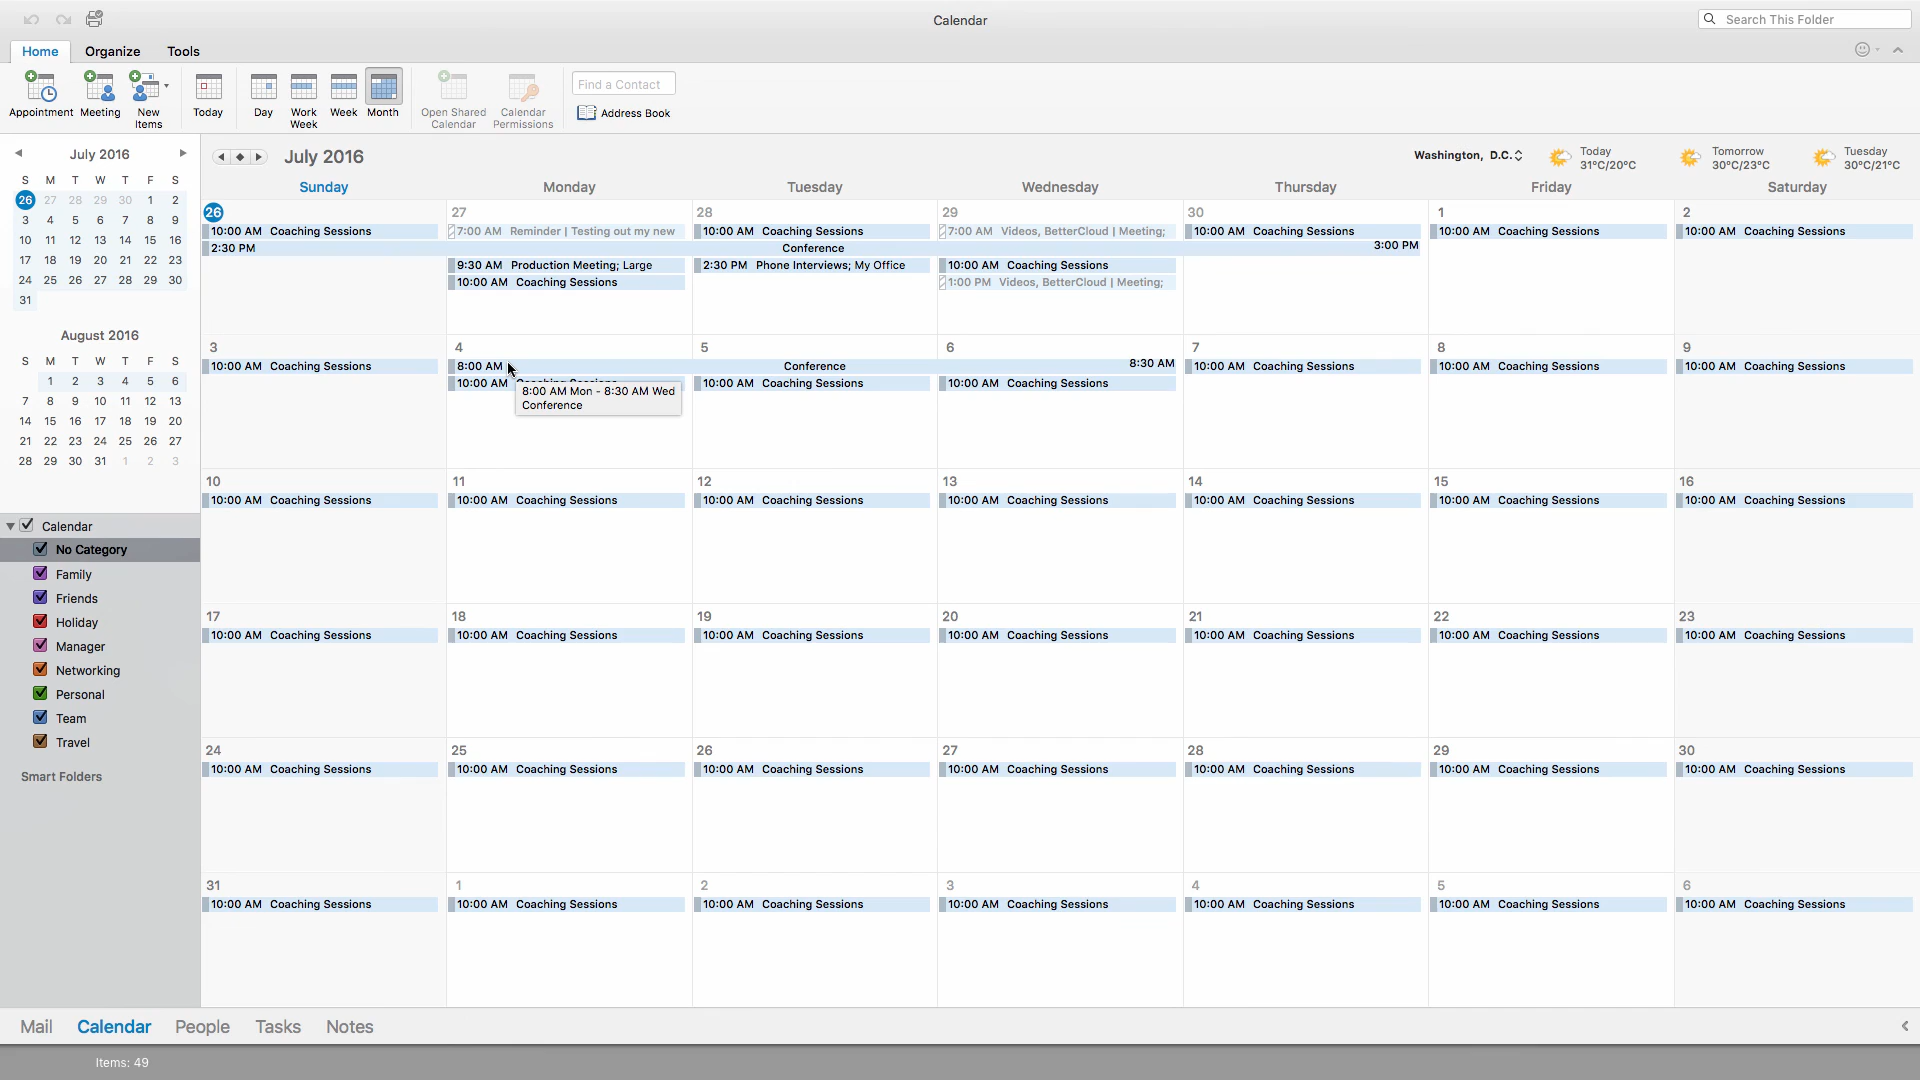 Calendar
Search This Folder
Home Organize Tools
Appointment Meeting New Items Today Day Work Week Week Month Open Shared Calendar Calendar Permissions
Find a Contact
Address Book
July 2016
S M T W T F S
26 27 28 29 30 1 2
3 4 5 6 7 8 9
10 11 12 13 14 15 16
17 18 19 20 21 22 23
24 25 26 27 28 29 30
31
August 2016
S M T W T F S
1 2 3 4 5 6
7 8 9 10 11 12 13
14 15 16 17 18 19 20
21 22 23 24 25 26 27
28 29 30 31 1 2 3
Calendar
No Category
Family
Friends
Holiday
Manager
Networking
Personal
Team
Travel
Smart Folders
July 2016
Washington, D.C.
Today 31°C/20°C
Tomorrow 30°C/23°C
Tuesday 30°C/21°C
Sunday Monday Tuesday Wednesday Thursday Friday Saturday
26 27 28 29 30 1 2
10:00 AM Coaching Sessions 7:00 AM Reminder | Testing out my new 10:00 AM Coaching Sessions 7:00 AM Videos, BetterCloud | Meeting; 10:00 AM Coaching Sessions 10:00 AM Coaching Sessions 10:00 AM Coaching Sessions
2:30 PM Conference 3:00 PM
9:30 AM Production Meeting; Large 2:30 PM Phone Interviews; My Office 10:00 AM Coaching Sessions
10:00 AM Coaching Sessions 1:00 PM Videos, BetterCloud | Meeting;
3 4 5 6 7 8 9
10:00 AM Coaching Sessions 8:00 AM Conference 8:30 AM 10:00 AM Coaching Sessions 10:00 AM Coaching Sessions 10:00 AM Coaching Sessions
10:00 AM Coaching Sessions 10:00 AM Coaching Sessions 10:00 AM Coaching Sessions
8:00 AM Mon - 8:30 AM Wed
Conference
10 11 12 13 14 15 16
10:00 AM Coaching Sessions 10:00 AM Coaching Sessions 10:00 AM Coaching Sessions 10:00 AM Coaching Sessions 10:00 AM Coaching Sessions 10:00 AM Coaching Sessions 10:00 AM Coaching Sessions
17 18 19 20 21 22 23
10:00 AM Coaching Sessions 10:00 AM Coaching Sessions 10:00 AM Coaching Sessions 10:00 AM Coaching Sessions 10:00 AM Coaching Sessions 10:00 AM Coaching Sessions 10:00 AM Coaching Sessions
24 25 26 27 28 29 30
10:00 AM Coaching Sessions 10:00 AM Coaching Sessions 10:00 AM Coaching Sessions 10:00 AM Coaching Sessions 10:00 AM Coaching Sessions 10:00 AM Coaching Sessions 10:00 AM Coaching Sessions
31 1 2 3 4 5 6
10:00 AM Coaching Sessions 10:00 AM Coaching Sessions 10:00 AM Coaching Sessions 10:00 AM Coaching Sessions 10:00 AM Coaching Sessions 10:00 AM Coaching Sessions 10:00 AM Coaching Sessions
Mail Calendar People Tasks Notes
Items: 49